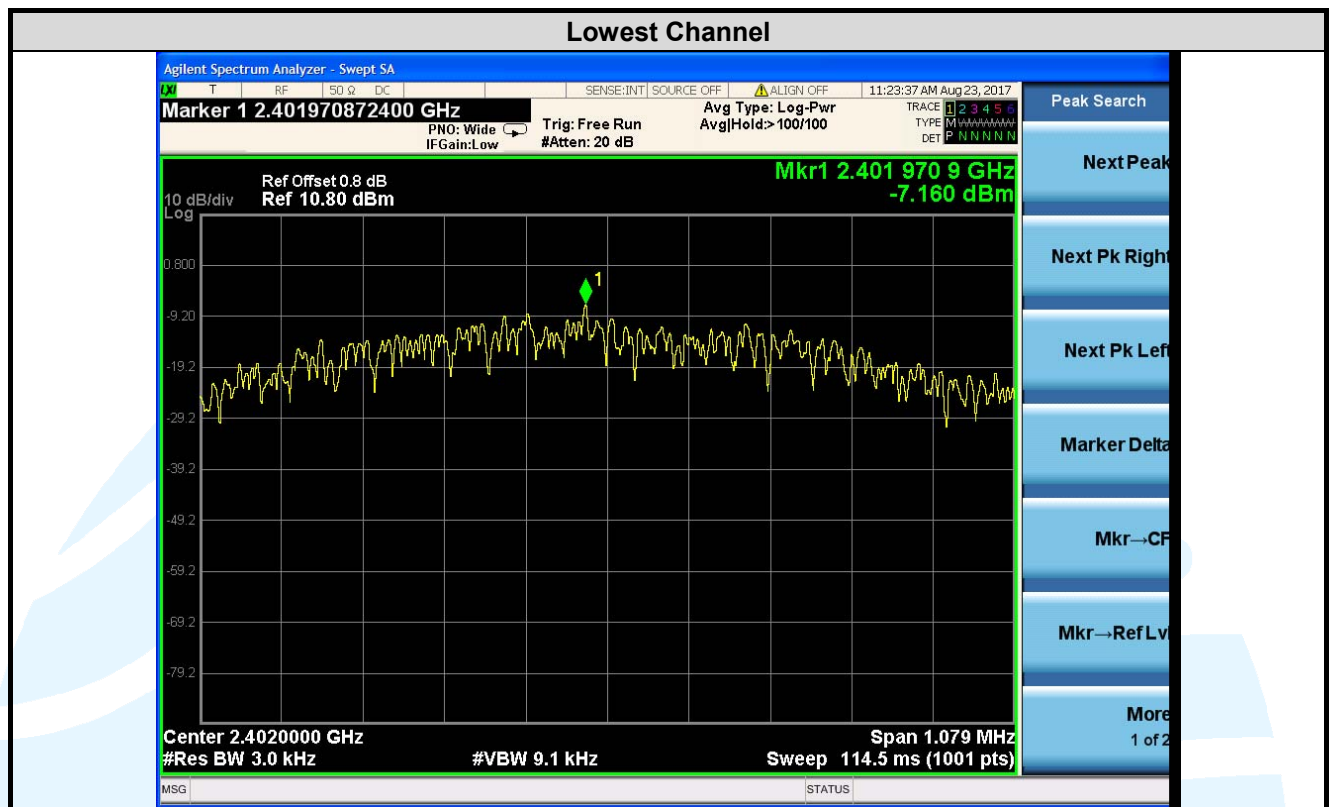 Lowest Channel
Agilent Spectrum Analyzer - Swept SA
LXI T RF 50 Ω DC SENSE:INT SOURCE OFF ALIGN OFF 11:23:37 AM Aug 23, 2017
Marker 1 2.401970872400 GHz
PNO: Wide
IFGain:Low
Trig: Free Run
#Atten: 20 dB
Avg Type: Log-Pwr
Avg|Hold:> 100/100
TRACE 1 2 3 4 5 6
TYPE M
DET P N N N N N
Peak Search
Mkr1 2.401 970 9 GHz
-7.160 dBm
Ref Offset 0.8 dB
10 dB/div Ref 10.80 dBm
Log
0.800
-9.20
-19.2
-29.2
-39.2
-49.2
-59.2
-69.2
-79.2
1
Center 2.4020000 GHz Span 1.079 MHz
#Res BW 3.0 kHz #VBW 9.1 kHz Sweep 114.5 ms (1001 pts)
Next Peak
Next Pk Right
Next Pk Left
Marker Delta
Mkr→CF
Mkr→Ref Lvl
More
1 of 2
MSG STATUS